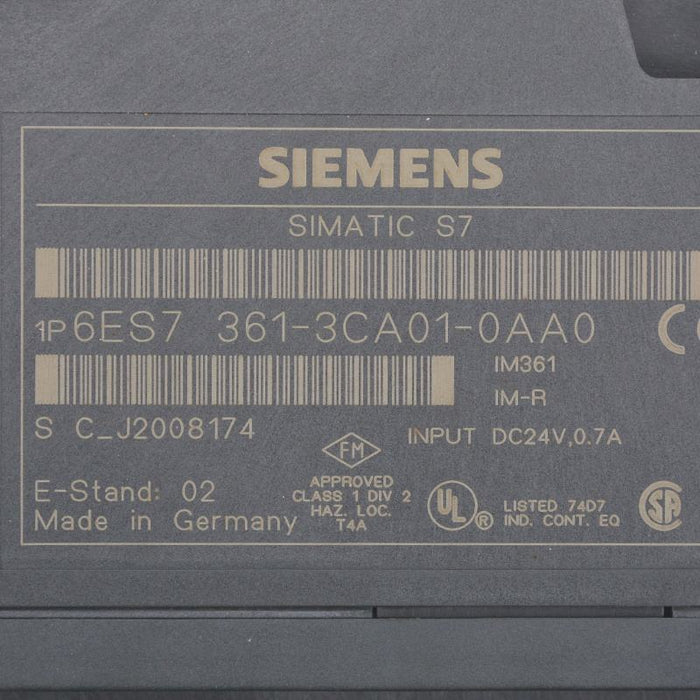 SIEMENS
SIMATIC S7
1P 6ES7 361-3CA01-0AA0
IM361
IM-R
S C_J2008174
INPUT DC24V,0.7A
FM
APPROVED
CLASS 1 DIV 2
HAZ. LOC.
T4A
E-Stand: 02
Made in Germany
UL ®
LISTED 74D7
IND. CONT. EQ
SA